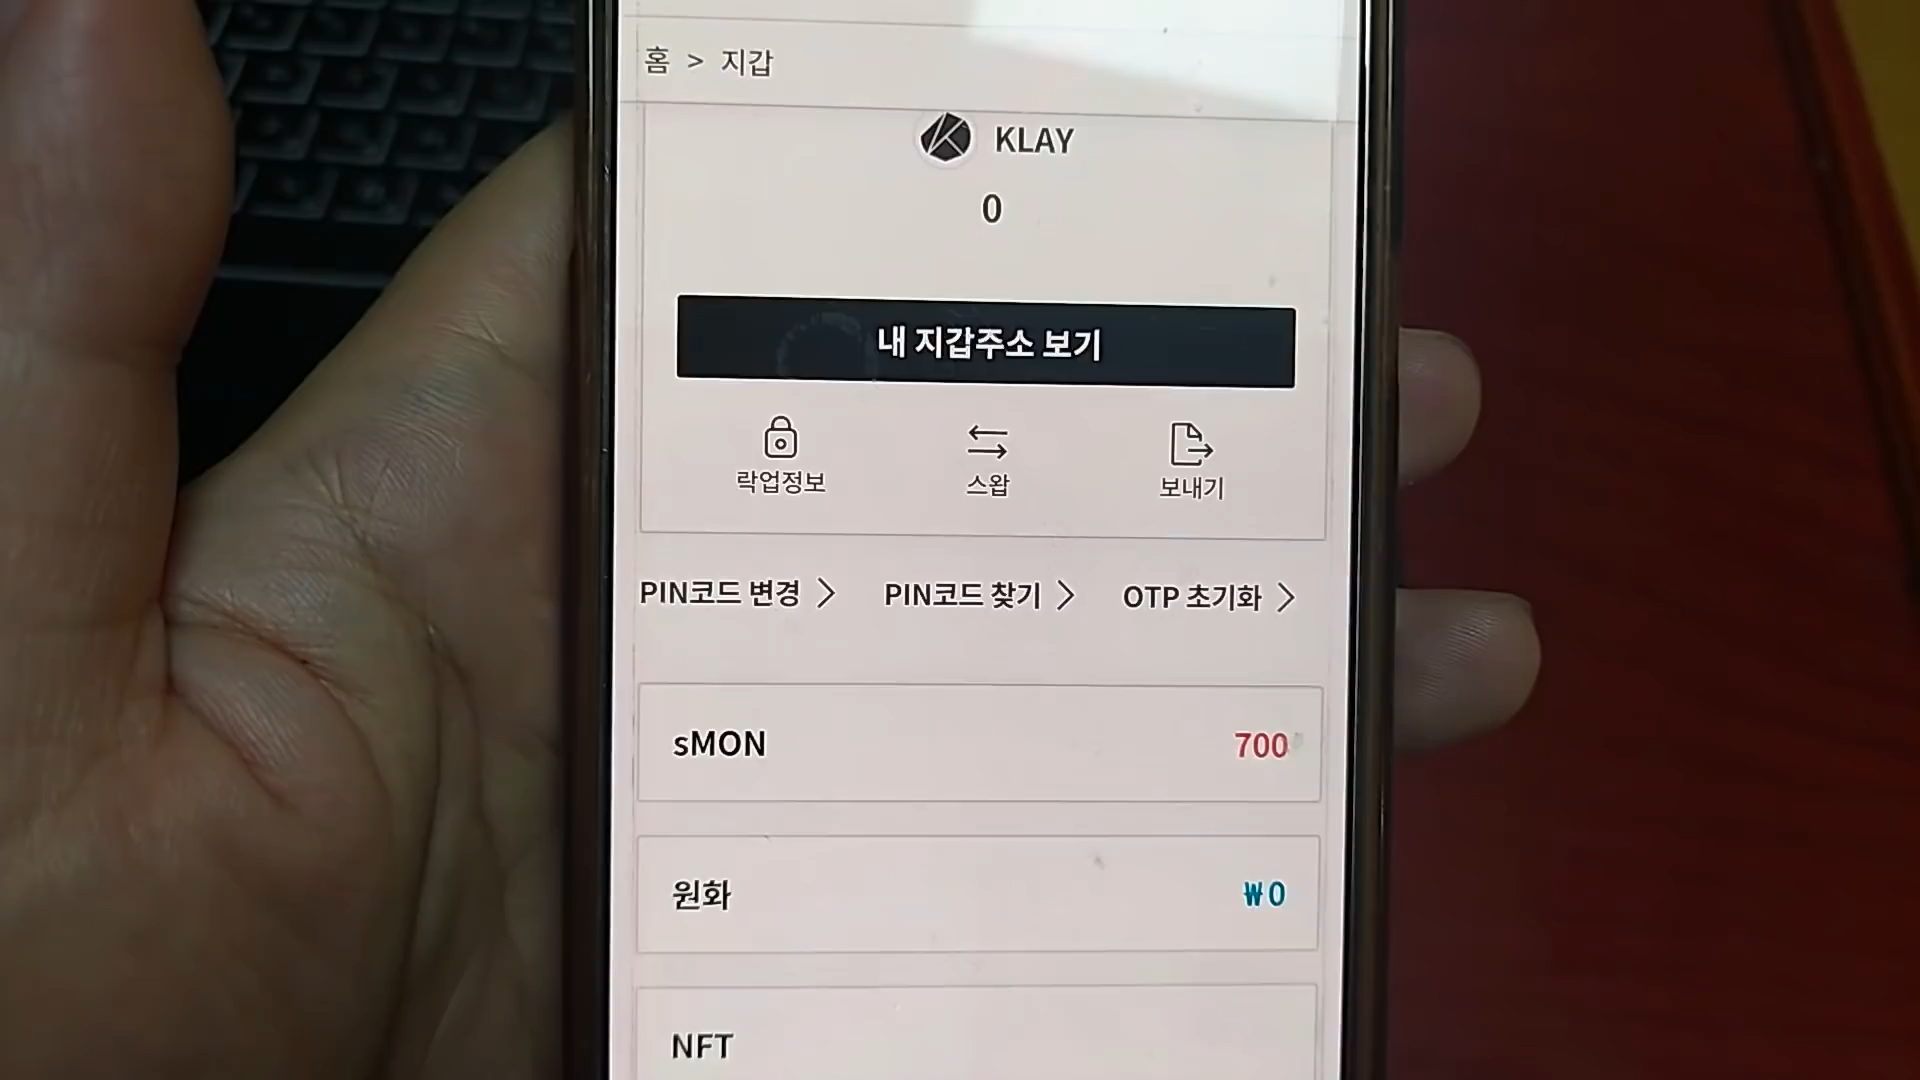 홈 > 지갑
KLAY
0
내 지갑주소 보기
락업정보 스왑 보내기
PIN코드 변경 > PIN코드 찾기 > OTP 초기화 >
sMON 700
원화 ₩0
NFT